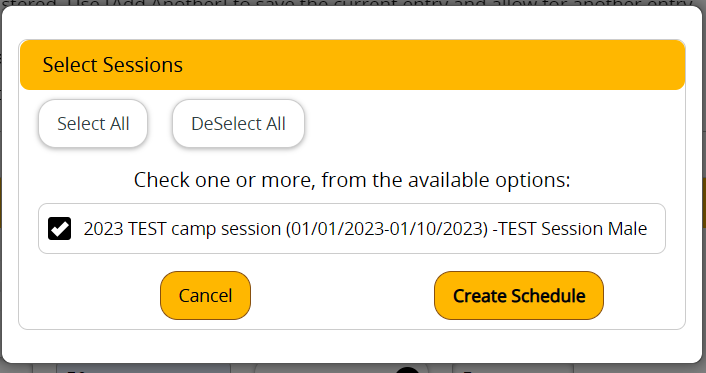 stered. Use [Add Another] to save the current entry and allow for another entry
Select Sessions
Select All
DeSelect All
Check one or more, from the available options:
2023 TEST camp session (01/01/2023-01/10/2023) -TEST Session Male
Cancel
Create Schedule